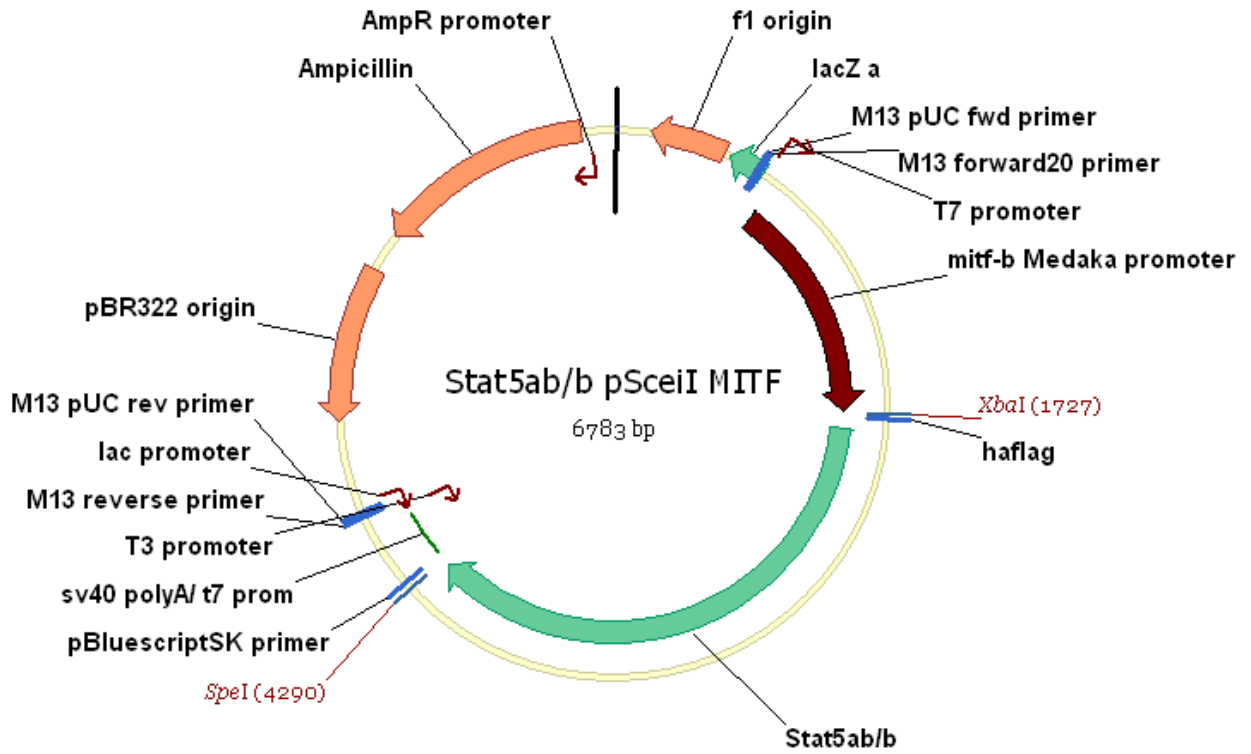 AmpR promoter
f1 origin
Ampicillin
lacZ a
M13 pUC fwd primer
M13 forward20 primer
T7 promoter
mitf-b Medaka promoter
pBR322 origin
Stat5ab/b pSceiI MITF
6783 bp
XbaI (1727)
haflag
M13 pUC rev primer
lac promoter
M13 reverse primer
T3 promoter
sv40 polyA/ t7 prom
pBluescriptSK primer
SpeI (4290)
Stat5ab/b